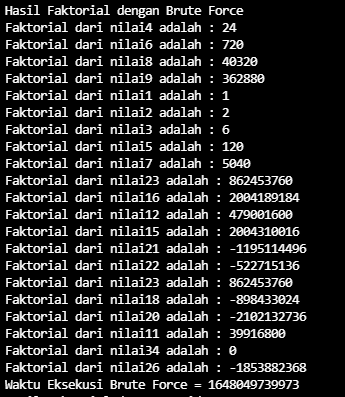 Hasil Faktorial dengan Brute Force
Faktorial dari nilai4 adalah : 24
Faktorial dari nilai6 adalah : 720
Faktorial dari nilai8 adalah : 40320
Faktorial dari nilai9 adalah : 362880
Faktorial dari nilai1 adalah : 1
Faktorial dari nilai2 adalah : 2
Faktorial dari nilai3 adalah : 6
Faktorial dari nilai5 adalah : 120
Faktorial dari nilai7 adalah : 5040
Faktorial dari nilai23 adalah : 862453760
Faktorial dari nilai16 adalah : 2004189184
Faktorial dari nilai12 adalah : 479001600
Faktorial dari nilai15 adalah : 2004310016
Faktorial dari nilai21 adalah : -1195114496
Faktorial dari nilai22 adalah : -522715136
Faktorial dari nilai23 adalah : 862453760
Faktorial dari nilai18 adalah : -898433024
Faktorial dari nilai20 adalah : -2102132736
Faktorial dari nilai11 adalah : 39916800
Faktorial dari nilai34 adalah : 0
Faktorial dari nilai26 adalah : -1853882368
Waktu Eksekusi Brute Force = 1648049739973